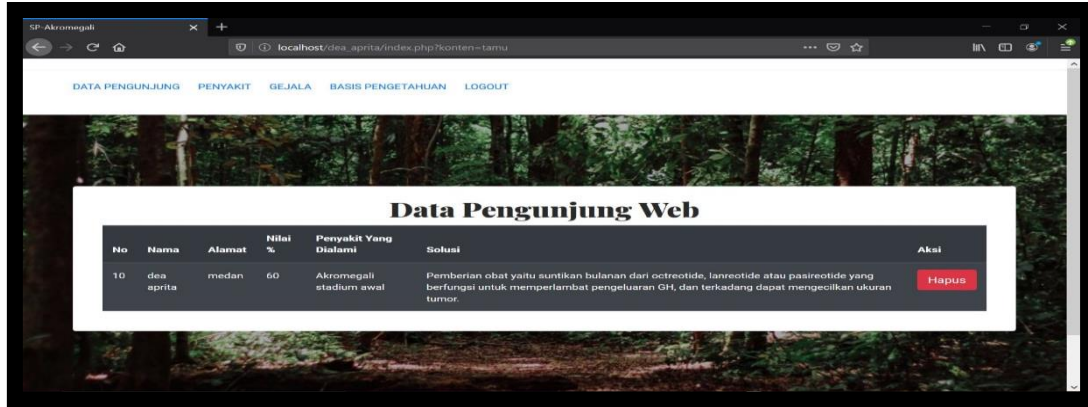 SP-Akromegali
localhost/dea_aprita/index.php?konten=tamu
DATA PENGUNJUNG PENYAKIT GEJALA BASIS PENGETAHUAN LOGOUT
Data Pengunjung Web
No Nama Alamat Nilai % Penyakit Yang Dialami Solusi Aksi
10 dea aprita medan 60 Akromegali stadium awal Pemberian obat yaitu suntikan bulanan dari octreotide, lanreotide atau pasireotide yang
berfungsi untuk memperlambat pengeluaran GH, dan terkadang dapat mengecilkan ukuran
tumor.
Hapus